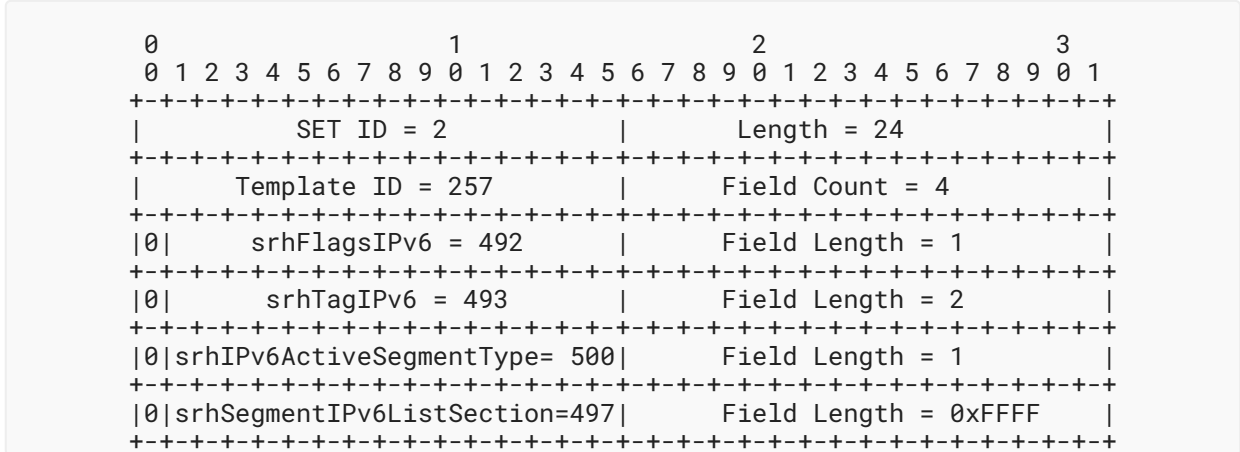 0                   1                   2                   3
 0 1 2 3 4 5 6 7 8 9 0 1 2 3 4 5 6 7 8 9 0 1 2 3 4 5 6 7 8 9 0 1
+-+-+-+-+-+-+-+-+-+-+-+-+-+-+-+-+-+-+-+-+-+-+-+-+-+-+-+-+-+-+-+-+
|          SET ID = 2           |       Length = 24             |
+-+-+-+-+-+-+-+-+-+-+-+-+-+-+-+-+-+-+-+-+-+-+-+-+-+-+-+-+-+-+-+-+
|      Template ID = 257        |      Field Count = 4          |
+-+-+-+-+-+-+-+-+-+-+-+-+-+-+-+-+-+-+-+-+-+-+-+-+-+-+-+-+-+-+-+-+
|0|     srhFlagsIPv6 = 492      |      Field Length = 1         |
+-+-+-+-+-+-+-+-+-+-+-+-+-+-+-+-+-+-+-+-+-+-+-+-+-+-+-+-+-+-+-+-+
|0|      srhTagIPv6 = 493       |      Field Length = 2         |
+-+-+-+-+-+-+-+-+-+-+-+-+-+-+-+-+-+-+-+-+-+-+-+-+-+-+-+-+-+-+-+-+
|0|srhIPv6ActiveSegmentType= 500|      Field Length = 1         |
+-+-+-+-+-+-+-+-+-+-+-+-+-+-+-+-+-+-+-+-+-+-+-+-+-+-+-+-+-+-+-+-+
|0|srhSegmentIPv6ListSection=497|      Field Length = 0xFFFF    |
+-+-+-+-+-+-+-+-+-+-+-+-+-+-+-+-+-+-+-+-+-+-+-+-+-+-+-+-+-+-+-+-+